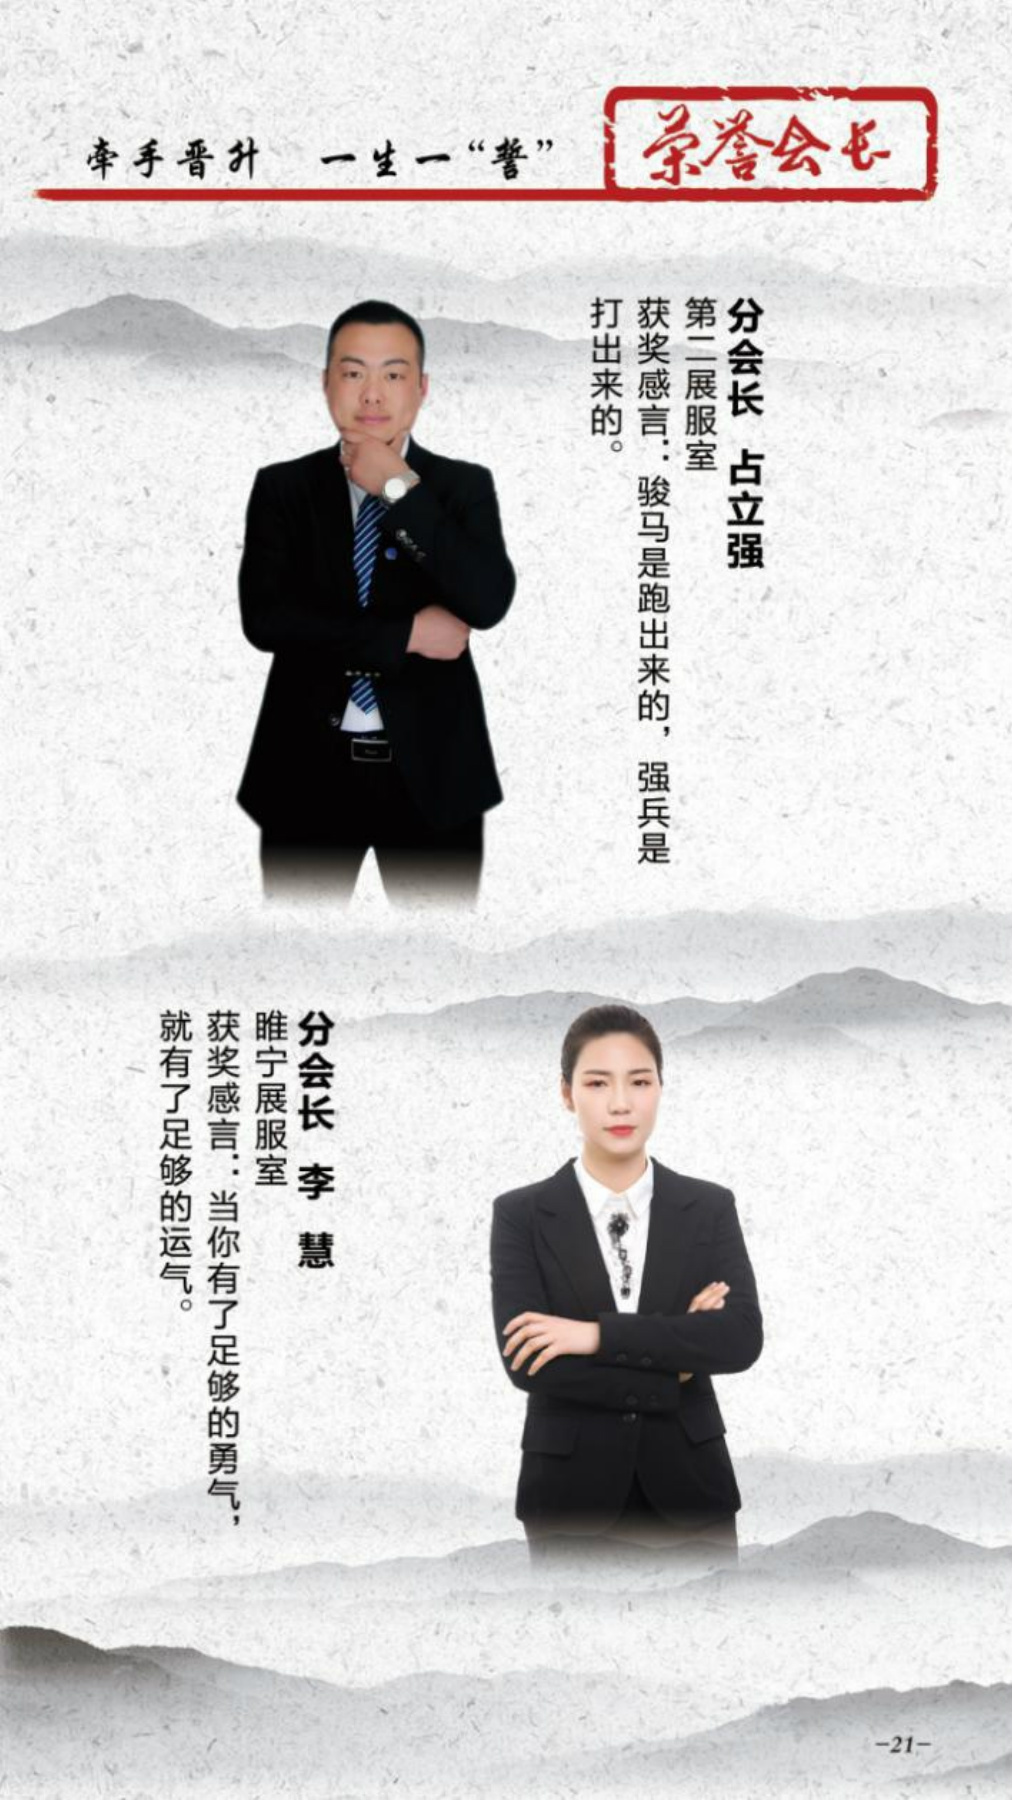 牵手晋升 一生一“誓”
荣誉会长
分会长 占立强
第二展服室
获奖感言：骏马是跑出来的，强兵是
打出来的。
分会长 李 慧
睢宁展服室
获奖感言：当你有了足够的勇气，
就有了足够的运气。
-21-